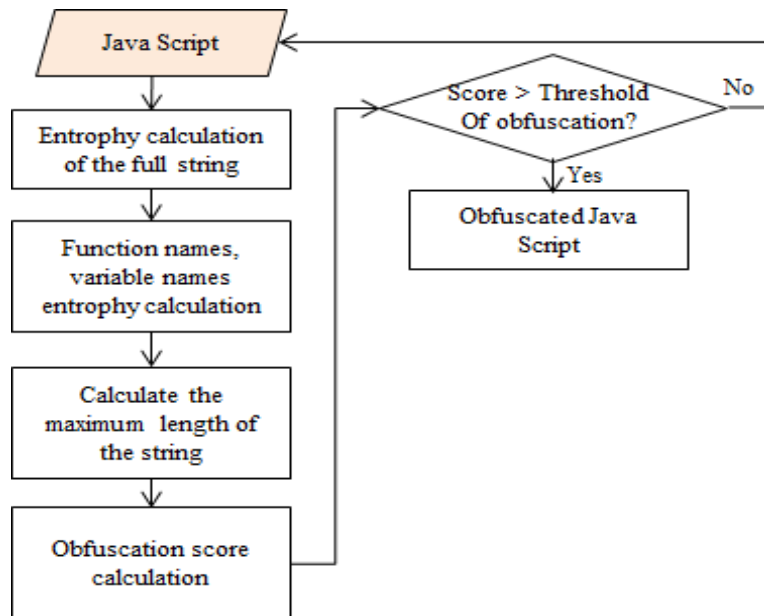 Java Script
Entrophy calculation
of the full string
Function names,
variable names
entrophy calculation
Calculate the
maximum length of
the string
Obfuscation score
calculation
Score > Threshold
Of obfuscation?
No
Yes
Obfuscated Java
Script